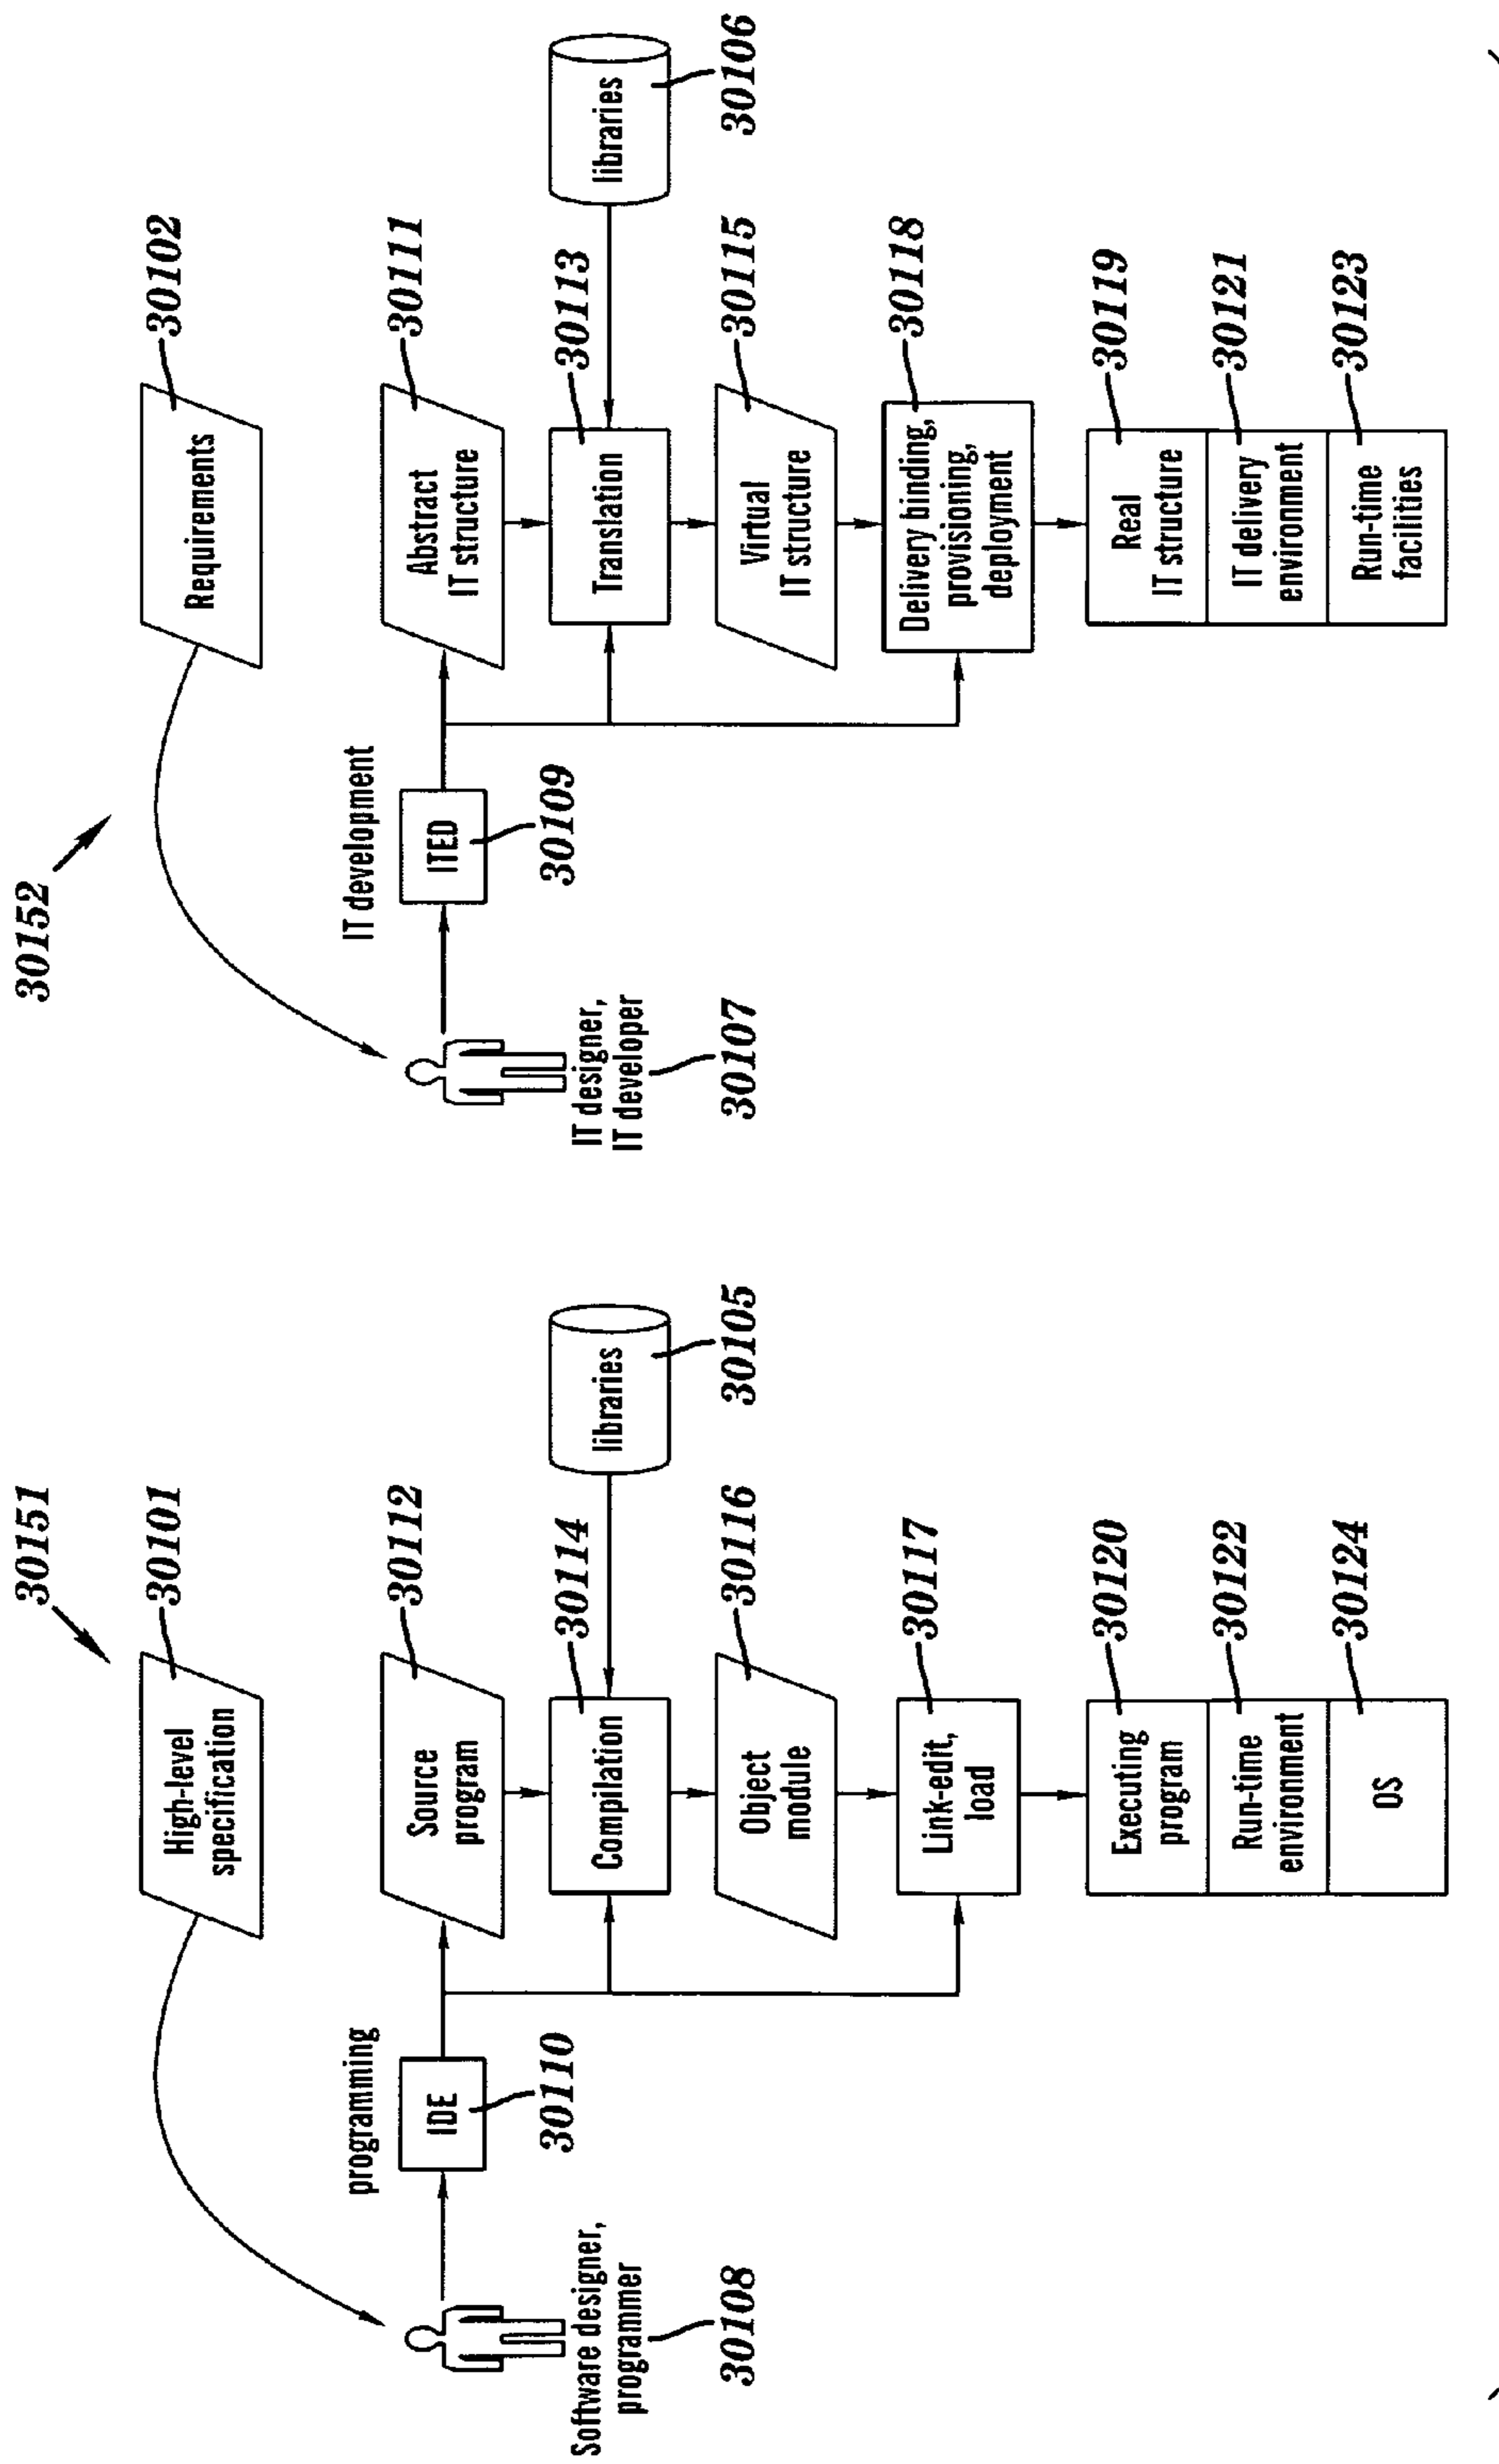 30151
High-level
specification
30101
programming
Software designer,
programmer
30108
IDE
30110
Source
program
30112
Compilation
30114
libraries
30105
Object
module
30116
Link-edit,
load
30117
Executing
program
30120
Run-time
environment
30122
OS
30124
30152
Requirements
30102
IT development
IT designer,
IT developer
30107
ITED
30109
Abstract
IT structure
30111
Translation
30113
libraries
30106
Virtual
IT structure
30115
Delivery binding,
provisioning,
deployment
30118
Real
IT structure
30119
IT delivery
environment
30121
Run-time
facilities
30123